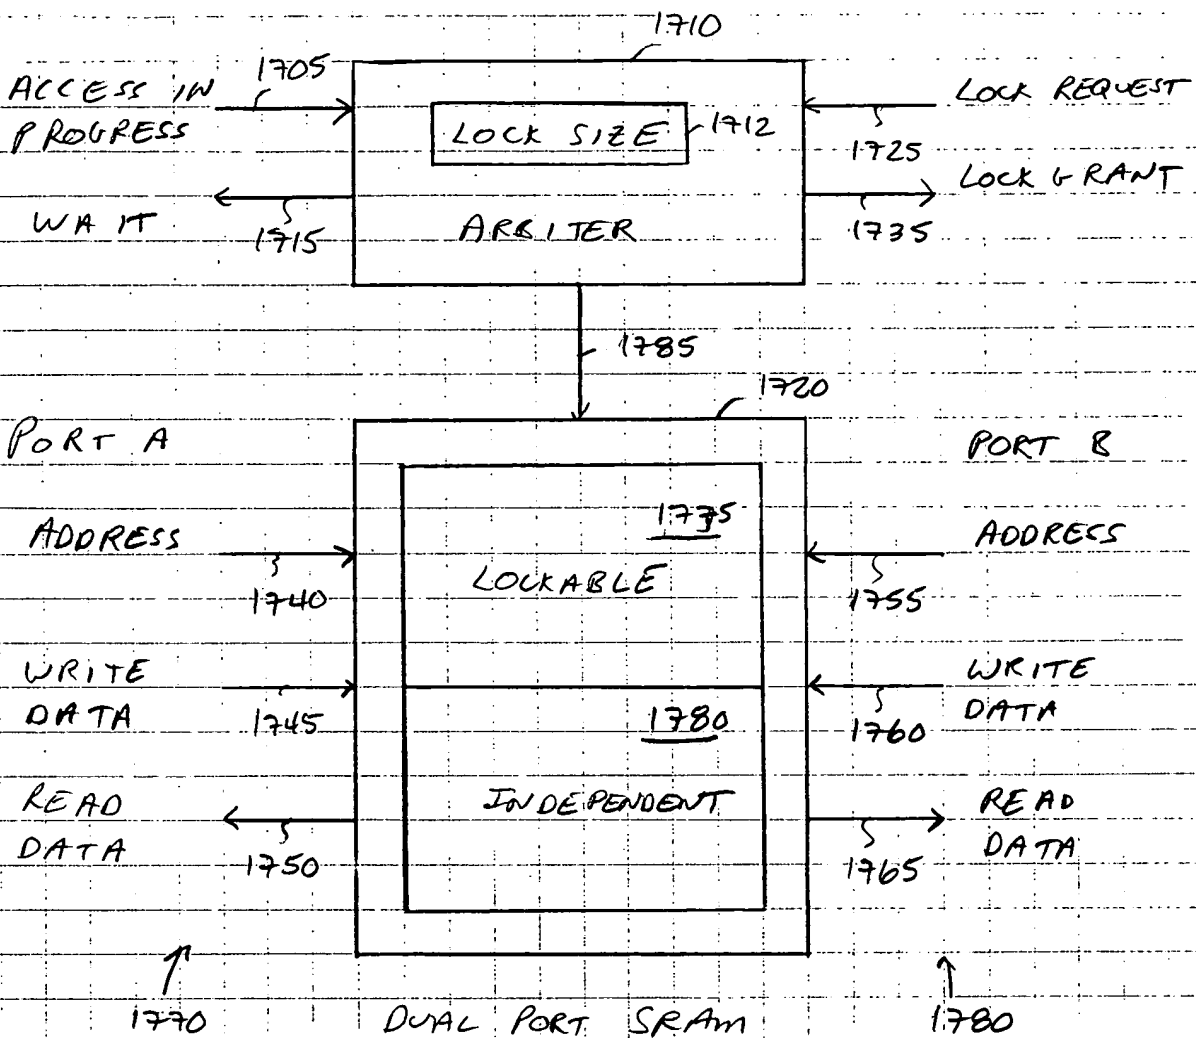 1710
ACCESS IN
PROGRESS
1705
LOCK SIZE
1712
LOCK REQUEST
1725
WAIT
1715
ARBITER
LOCK GRANT
1735
1785
1720
PORT A
PORT B
1775
LOCKABLE
ADDRESS
1740
ADDRESS
1755
WRITE
DATA
1745
1780
WRITE
DATA
1760
READ
DATA
1750
INDEPENDENT
READ
DATA
1765
1770
DUAL PORT SRAM
1780